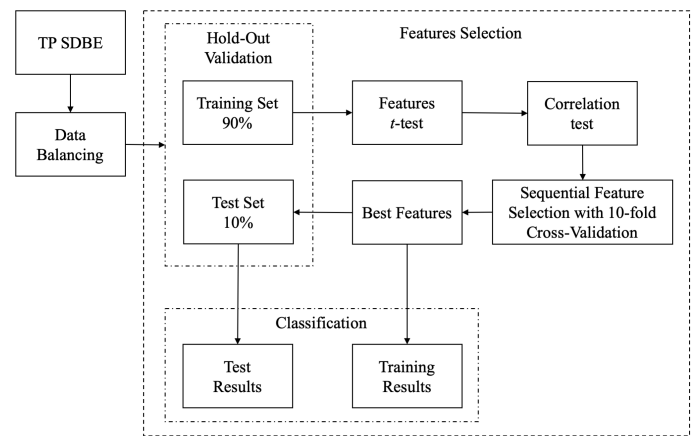 TP SDBE
Data
Balancing
Hold-Out
Validation
Features Selection
Training Set
90%
Features
t-test
Correlation
test
Test Set
10%
Best Features
Sequential Feature
Selection with 10-fold
Cross-Validation
Classification
Test
Results
Training
Results